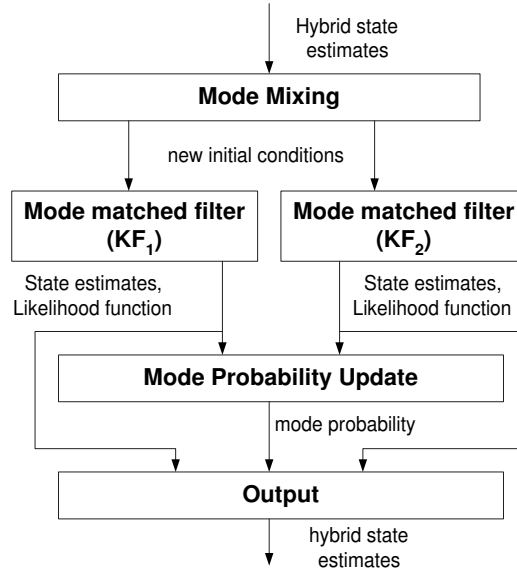 Hybrid state
estimates
Mode Mixing
new initial conditions
Mode matched filter
(KF1)
Mode matched filter
(KF2)
State estimates,
Likelihood function
State estimates,
Likelihood function
Mode Probability Update
mode probability
Output
hybrid state
estimates